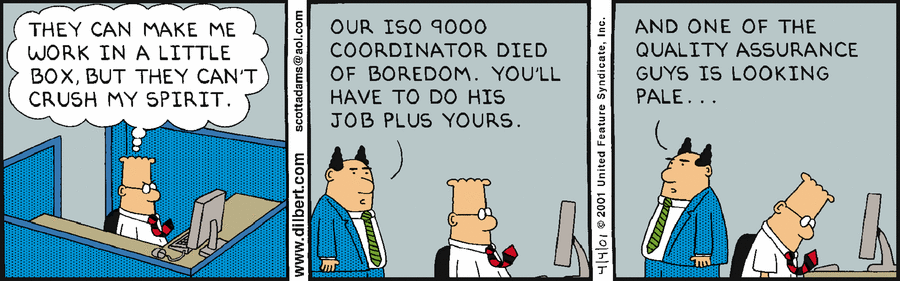 THEY CAN MAKE ME
WORK IN A LITTLE
BOX, BUT THEY CAN'T
CRUSH MY SPIRIT.
www.dilbert.com scottadams@aol.com
OUR ISO 9000
COORDINATOR DIED
OF BOREDOM. YOU'LL
HAVE TO DO HIS
JOB PLUS YOURS.
4/4/01 © 2001 United Feature Syndicate, Inc.
AND ONE OF THE
QUALITY ASSURANCE
GUYS IS LOOKING
PALE...